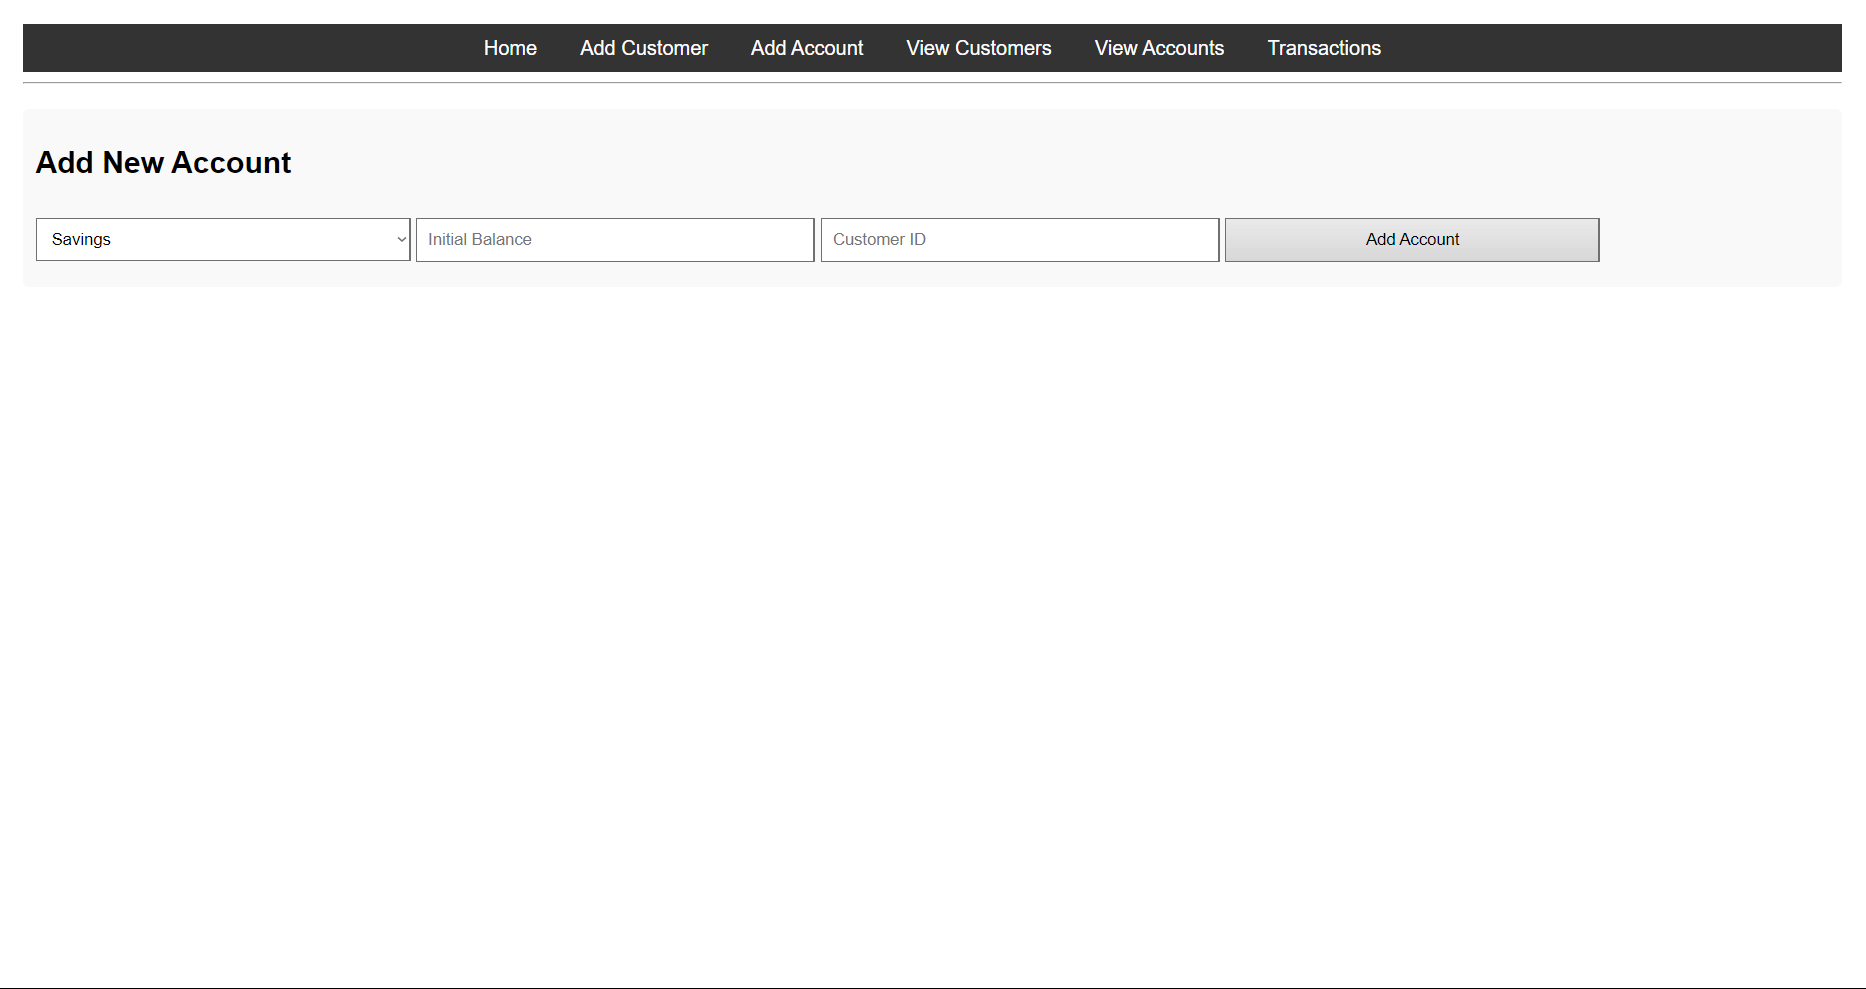 Home Add Customer Add Account View Customers View Accounts Transactions
Add New Account
Savings Initial Balance Customer ID Add Account